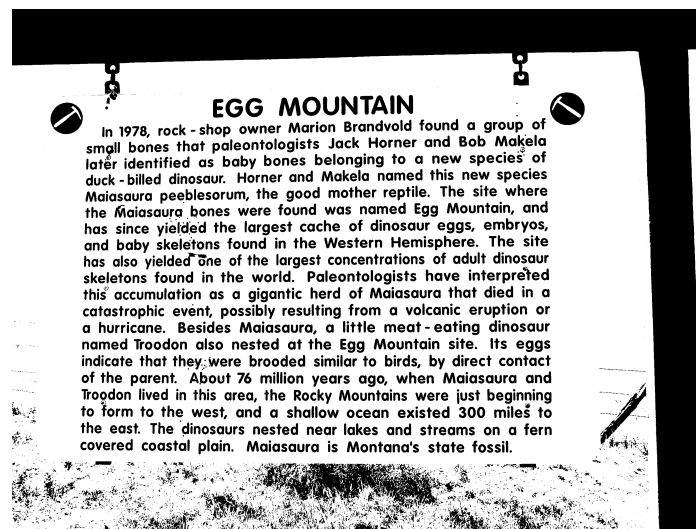 EGG MOUNTAIN
In 1978, rock-shop owner Marion Brandvold found a group of
small bones that paleontologists Jack Horner and Bob Makela
later identified as baby bones belonging to a new species of
duck-billed dinosaur. Horner and Makela named this new species
Maiasaura peeblesorum, the good mother reptile. The site where
the Maiasaura bones were found was named Egg Mountain, and
has since yielded the largest cache of dinosaur eggs, embryos,
and baby skeletons found in the Western Hemisphere. The site
has also yielded one of the largest concentrations of adult dinosaur
skeletons found in the world. Paleontologists have interpreted
this accumulation as a gigantic herd of Maiasaura that died in a
catastrophic event, possibly resulting from a volcanic eruption or
a hurricane. Besides Maiasaura, a little meat-eating dinosaur
named Troodon also nested at the Egg Mountain site. Its eggs
indicate that they were brooded similar to birds, by direct contact
of the parent. About 76 million years ago, when Maiasaura and
Troodon lived in this area, the Rocky Mountains were just beginning
to form to the west, and a shallow ocean existed 300 miles to
the east. The dinosaurs nested near lakes and streams on a fern
covered coastal plain. Maiasaura is Montana's state fossil.